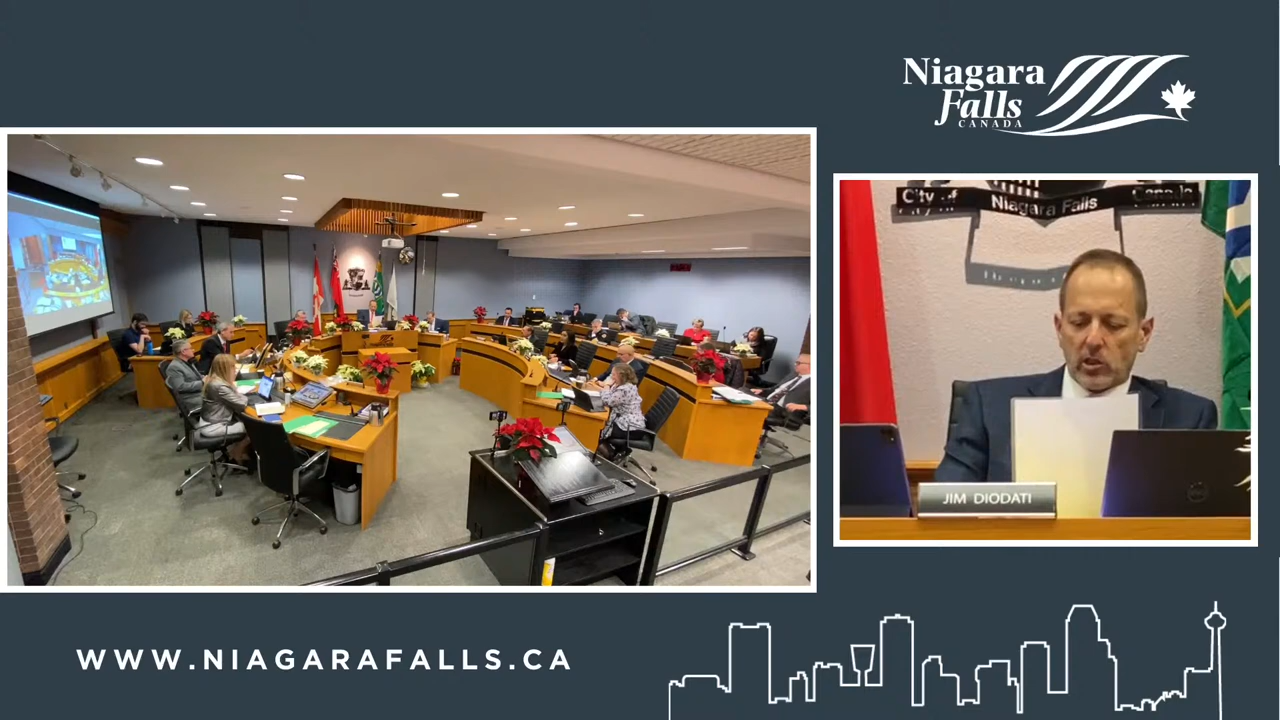 Niagara
Falls
CANADA
City of
Niagara Falls
Canada
JIM DIODATI
WWW.NIAGARAFALLS.CA